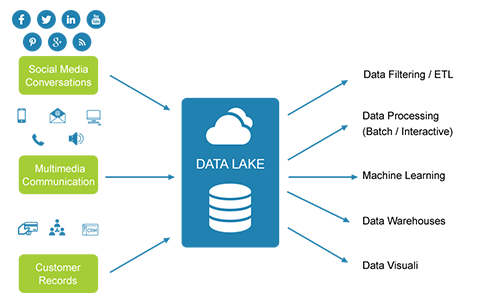 Social Media
Conversations
Multimedia
Communication
Customer
Records
DATA LAKE
Data Filtering / ETL
Data Processing
(Batch / Interactive)
Machine Learning
Data Warehouses
Data Visuali